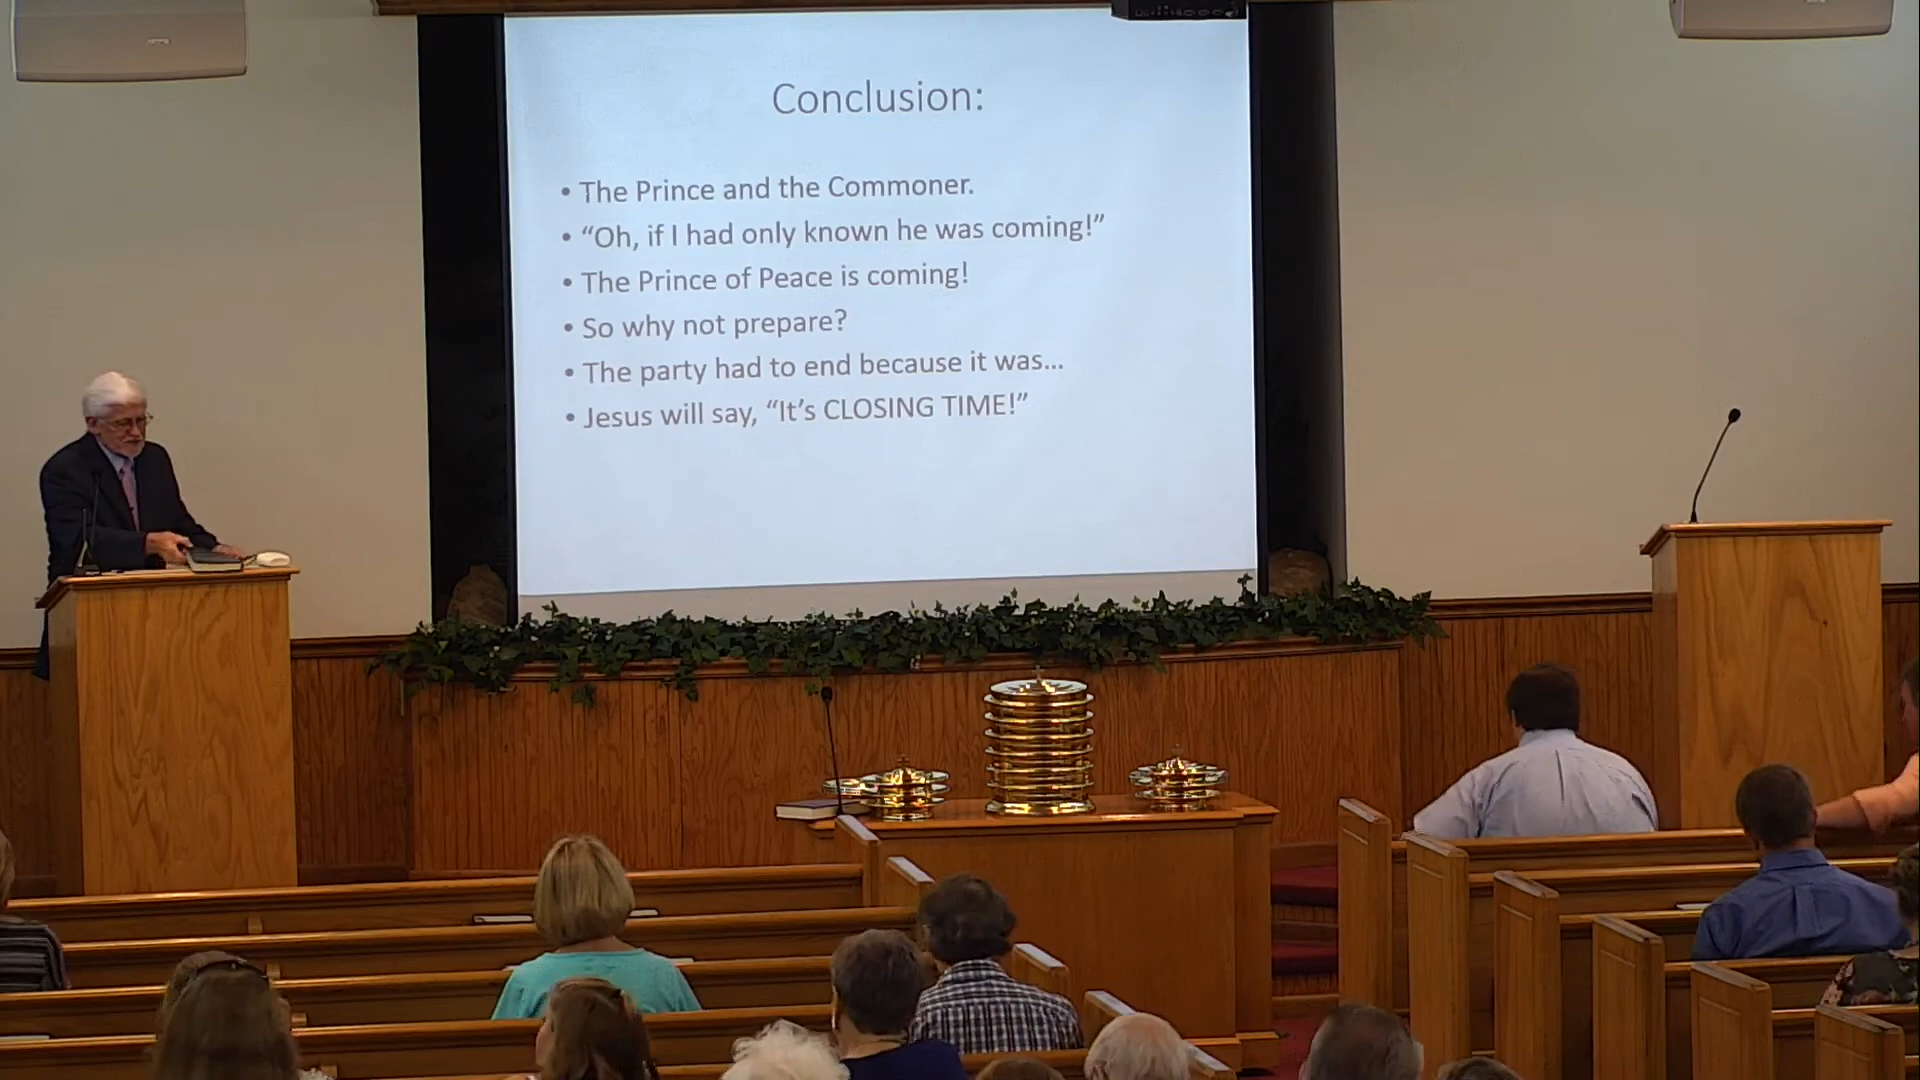 Conclusion:
• The Prince and the Commoner.
• “Oh, if I had only known he was coming!”
• The Prince of Peace is coming!
• So why not prepare?
• The party had to end because it was...
• Jesus will say, “It’s CLOSING TIME!”